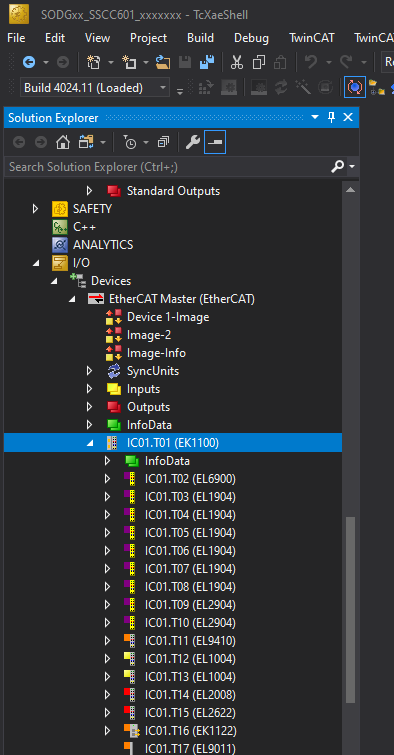 SODGxx_SSCC601_xxxxxxx - TcXaeShell
File Edit View Project Build Debug TwinCAT TwinCA
Re
Build 4024.11 (Loaded)
Solution Explorer
Search Solution Explorer (Ctrl+;)
Standard Outputs
SAFETY
C++
ANALYTICS
I/O
Devices
EtherCAT Master (EtherCAT)
Device 1-Image
Image-2
Image-Info
SyncUnits
Inputs
Outputs
InfoData
IC01.T01 (EK1100)
InfoData
IC01.T02 (EL6900)
IC01.T03 (EL1904)
IC01.T04 (EL1904)
IC01.T05 (EL1904)
IC01.T06 (EL1904)
IC01.T07 (EL1904)
IC01.T08 (EL1904)
IC01.T09 (EL2904)
IC01.T10 (EL2904)
IC01.T11 (EL9410)
IC01.T12 (EL1004)
IC01.T13 (EL1004)
IC01.T14 (EL2008)
IC01.T15 (EL2622)
IC01.T16 (EK1122)
IC01.T17 (EL9011)